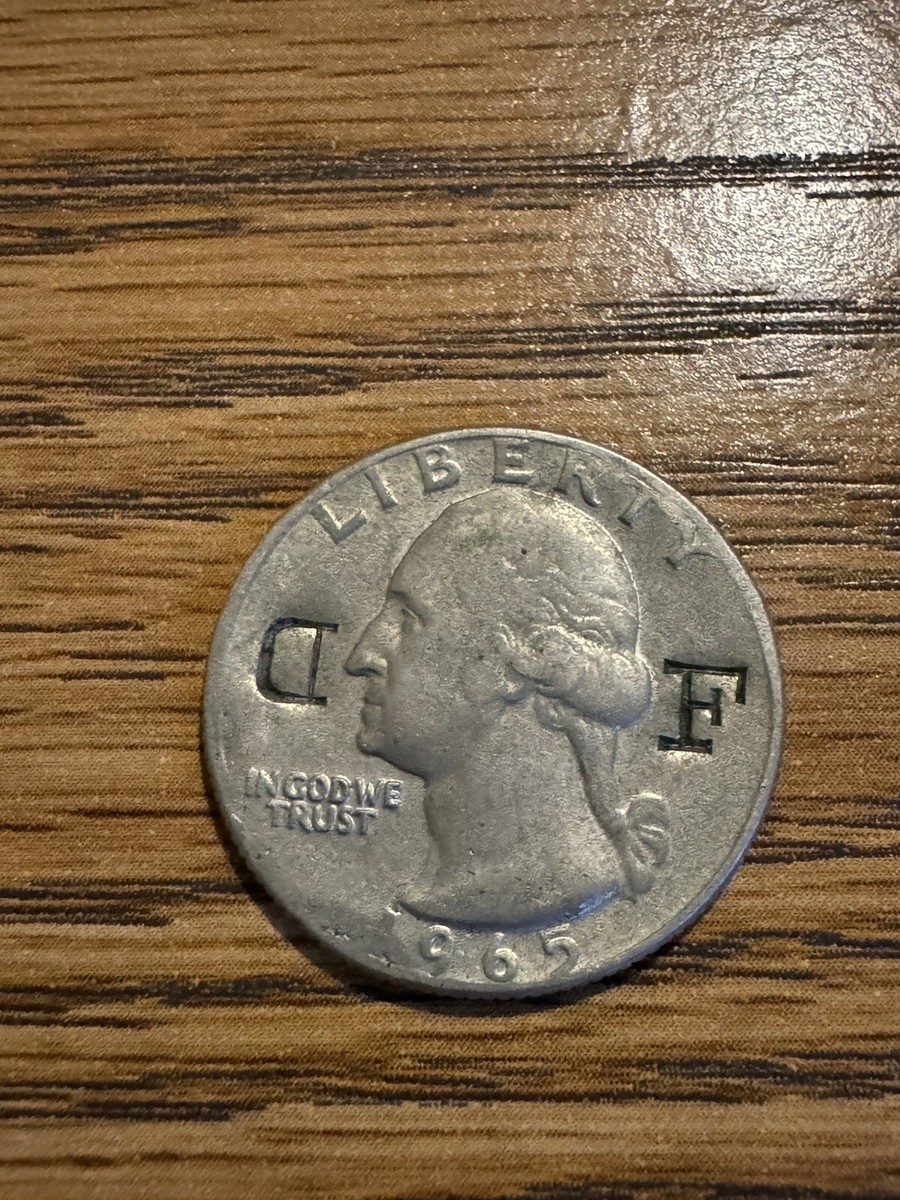 LIBERTY
D F
IN GOD WE
TRUST
1965